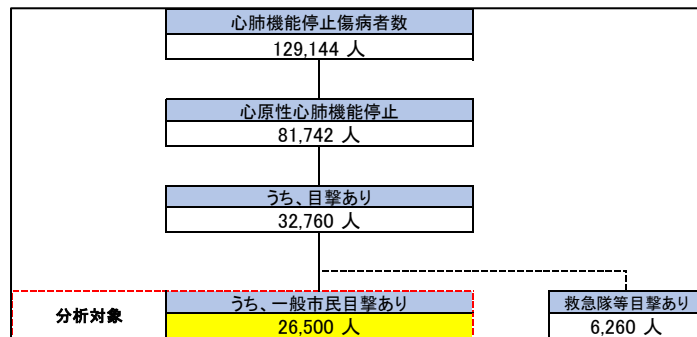 心肺機能停止傷病者数
129,144 人
心原性心肺機能停止
81,742 人
うち、目撃あり
32,760 人
分析対象
うち、一般市民目撃あり
26,500 人
救急隊等目撃あり
6,260 人